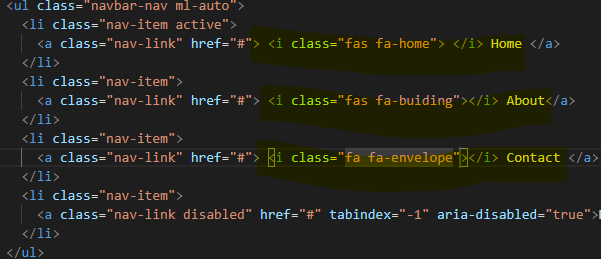 <ul class="navbar-nav ml-auto">
<li class="nav-item active">
<a class="nav-link" href="#"> <i class="fas fa-home"> </i> Home </a>
</li>
<li class="nav-item">
<a class="nav-link" href="#"> <i class="fas fa-buiding"></i> About</a>
</li>
<li class="nav-item">
<a class="nav-link" href="#"> <i class="fa fa-envelope"></i> Contact </a>
</li>
<li class="nav-item">
<a class="nav-link disabled" href="#" tabindex="-1" aria-disabled="true">
</li>
</ul>